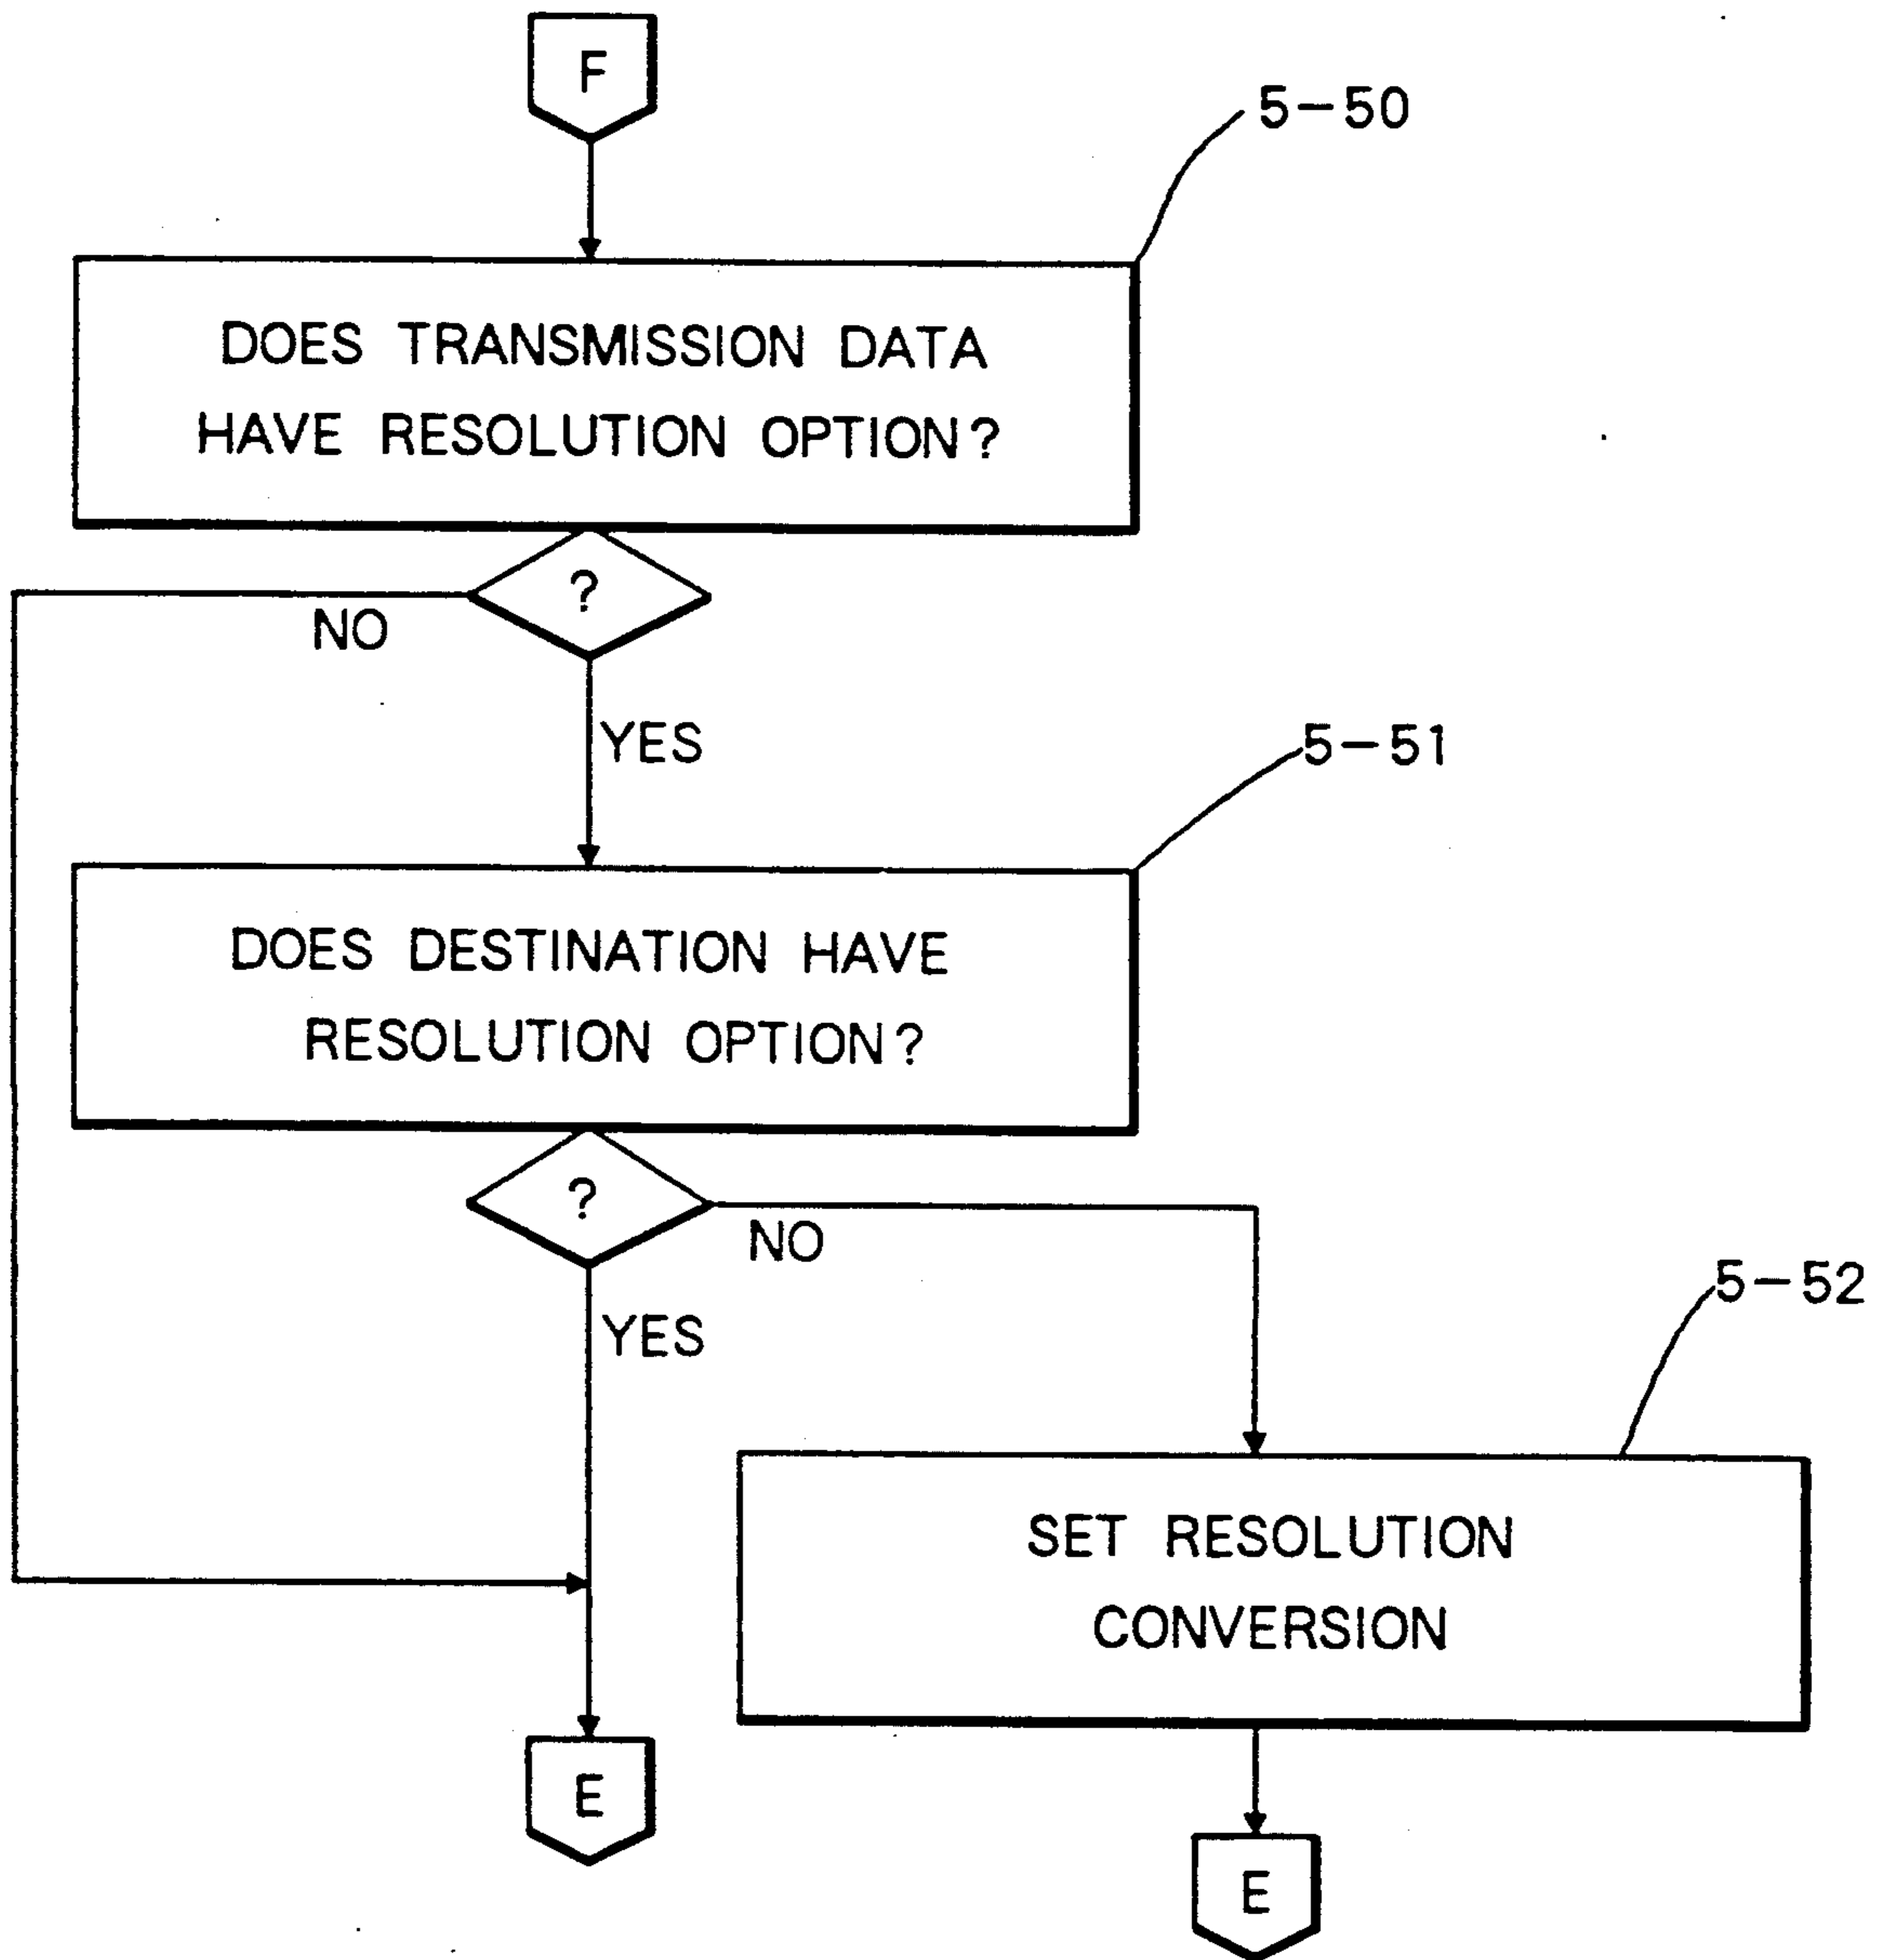 F
5-50
DOES TRANSMISSION DATA
HAVE RESOLUTION OPTION?
?
NO
YES
5-51
DOES DESTINATION HAVE
RESOLUTION OPTION?
?
NO
YES
5-52
SET RESOLUTION
CONVERSION
E
E